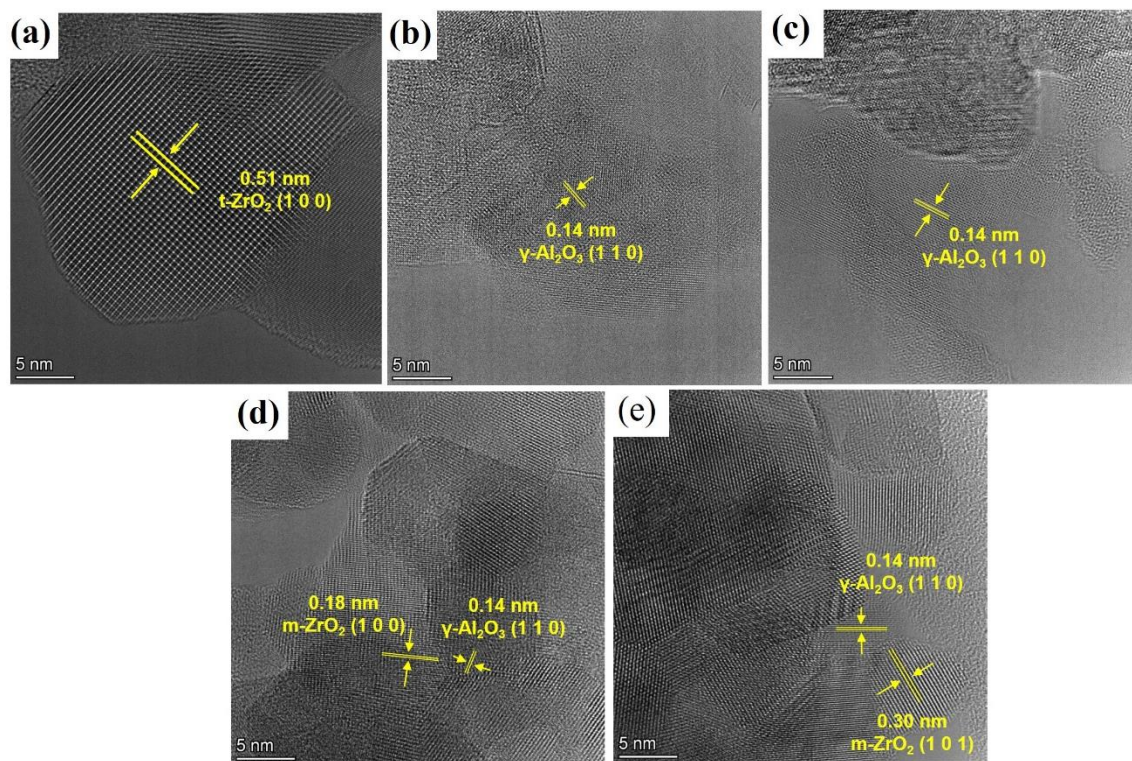 (a)
0.51 nm
t-ZrO₂ (1 0 0)
5 nm
(b)
0.14 nm
γ-Al₂O₃ (1 1 0)
5 nm
(c)
0.14 nm
γ-Al₂O₃ (1 1 0)
5 nm
(d)
0.18 nm
m-ZrO₂ (1 0 0)
0.14 nm
γ-Al₂O₃ (1 1 0)
5 nm
(e)
0.14 nm
γ-Al₂O₃ (1 1 0)
0.30 nm
m-ZrO₂ (1 0 1)
5 nm